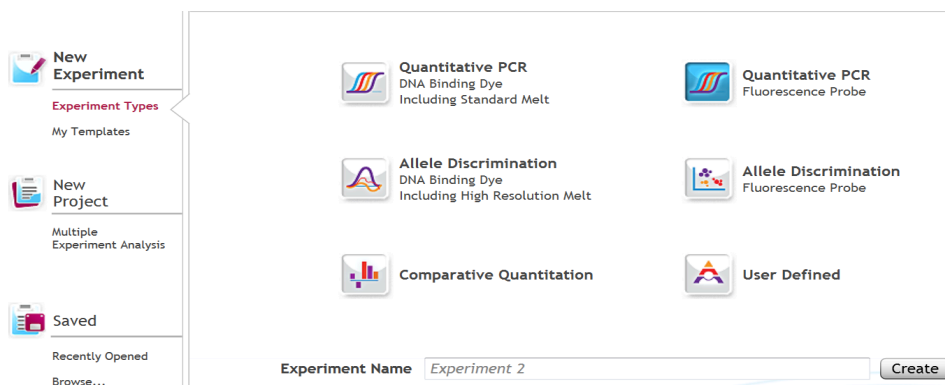 New
Experiment
Experiment Types
My Templates
New
Project
Multiple
Experiment Analysis
Saved
Recently Opened
Browse...
Quantitative PCR
DNA Binding Dye
Including Standard Melt
Quantitative PCR
Fluorescence Probe
Allele Discrimination
DNA Binding Dye
Including High Resolution Melt
Allele Discrimination
Fluorescence Probe
Comparative Quantitation
User Defined
Experiment Name
Experiment 2
Create